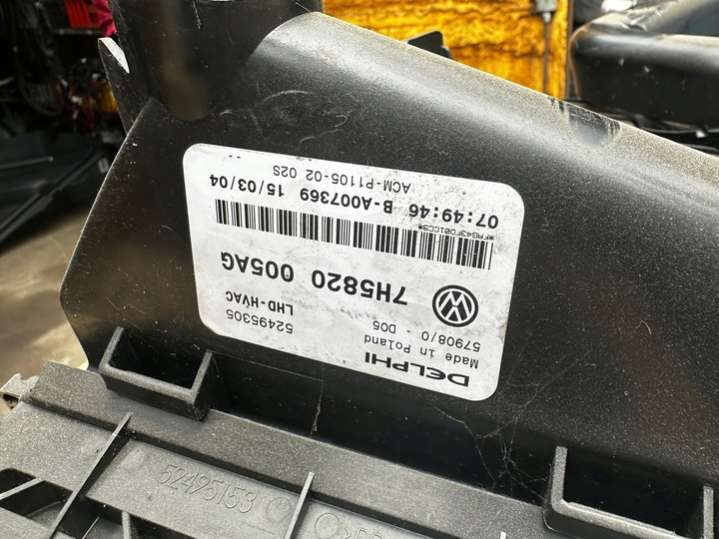 DELPHI
Made in Poland
57908/0 - D05
52495305
LHD-HVAC
7H5820 005AG
07:49:46 B-A007369 15/03/04
ACM-P1105-02 02S
52495153